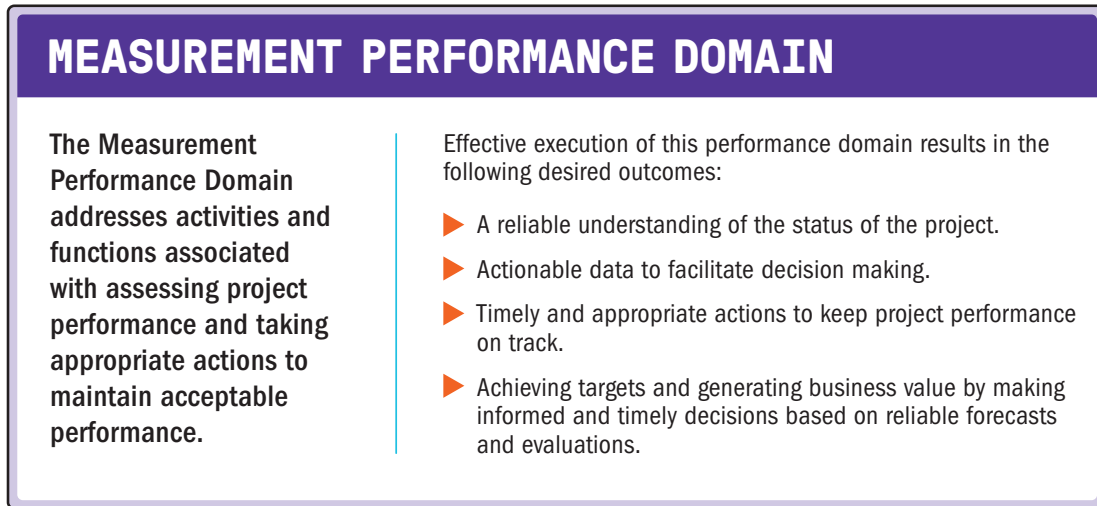 MEASUREMENT PERFORMANCE DOMAIN
The Measurement
Performance Domain
addresses activities and
functions associated
with assessing project
performance and taking
appropriate actions to
maintain acceptable
performance.
Effective execution of this performance domain results in the
following desired outcomes:
A reliable understanding of the status of the project.
Actionable data to facilitate decision making.
Timely and appropriate actions to keep project performance
on track.
Achieving targets and generating business value by making
informed and timely decisions based on reliable forecasts
and evaluations.